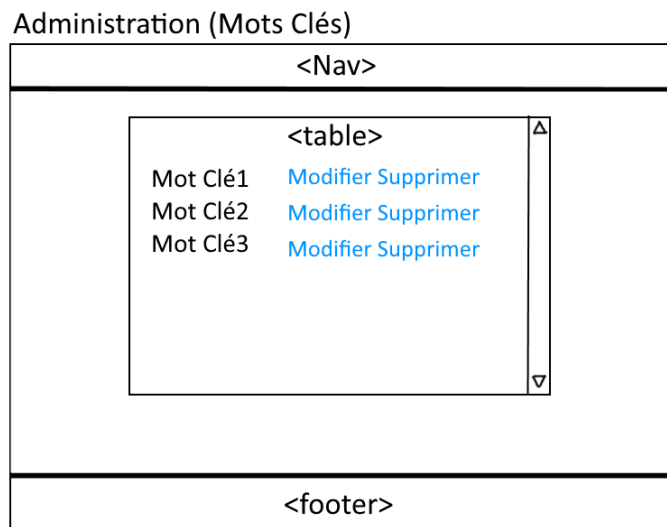 Administration (Mots Clés)
<Nav>
<table>
Mot Clé1 Modifier Supprimer
Mot Clé2 Modifier Supprimer
Mot Clé3 Modifier Supprimer
<footer>